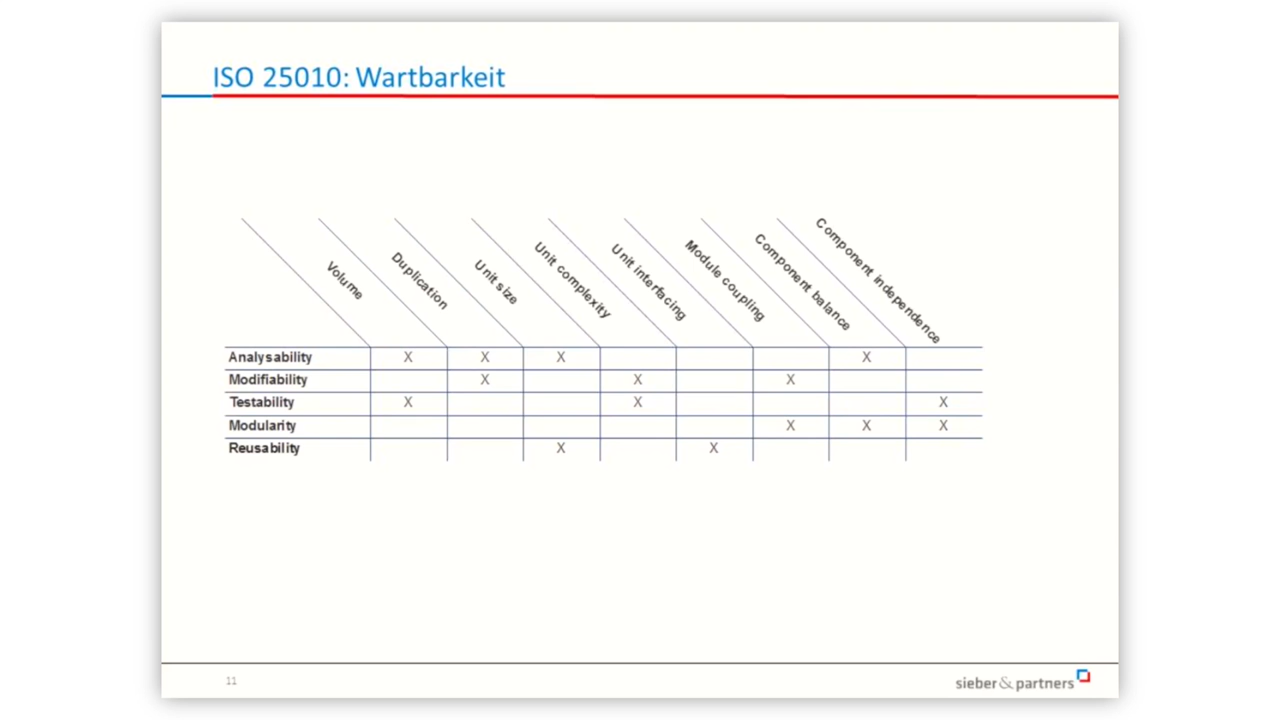 ISO 25010: Wartbarkeit
Volume
Duplication
Unit size
Unit complexity
Unit interfacing
Module coupling
Component balance
Component independence
Analysability X X X X
Modifiability X X X
Testability X X X
Modularity X X X
Reusability X X
11
sieber&partners